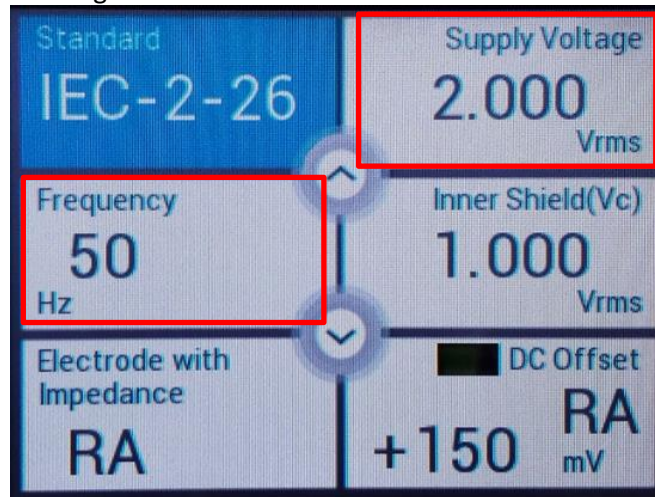 Standard
IEC-2-26
Supply Voltage
2.000
Vrms
Frequency
50
Hz
Inner Shield(Vc)
1.000
Vrms
Electrode with
Impedance
RA
DC Offset
RA
+150
mV